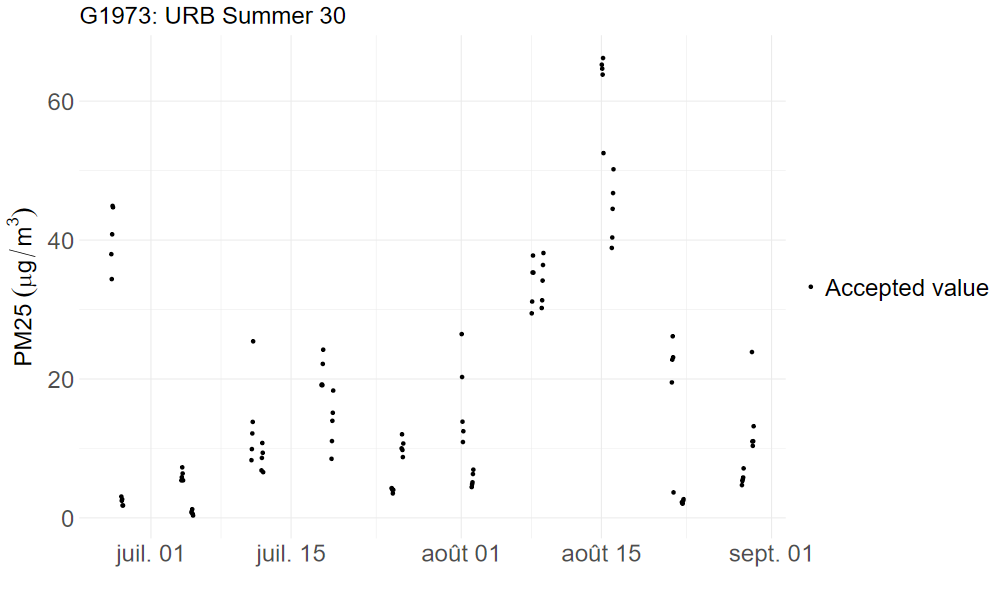 G1973: URB Summer 30
60
40
20
0
PM25 (μg/m³)
juil. 01
juil. 15
août 01
août 15
sept. 01
Accepted value